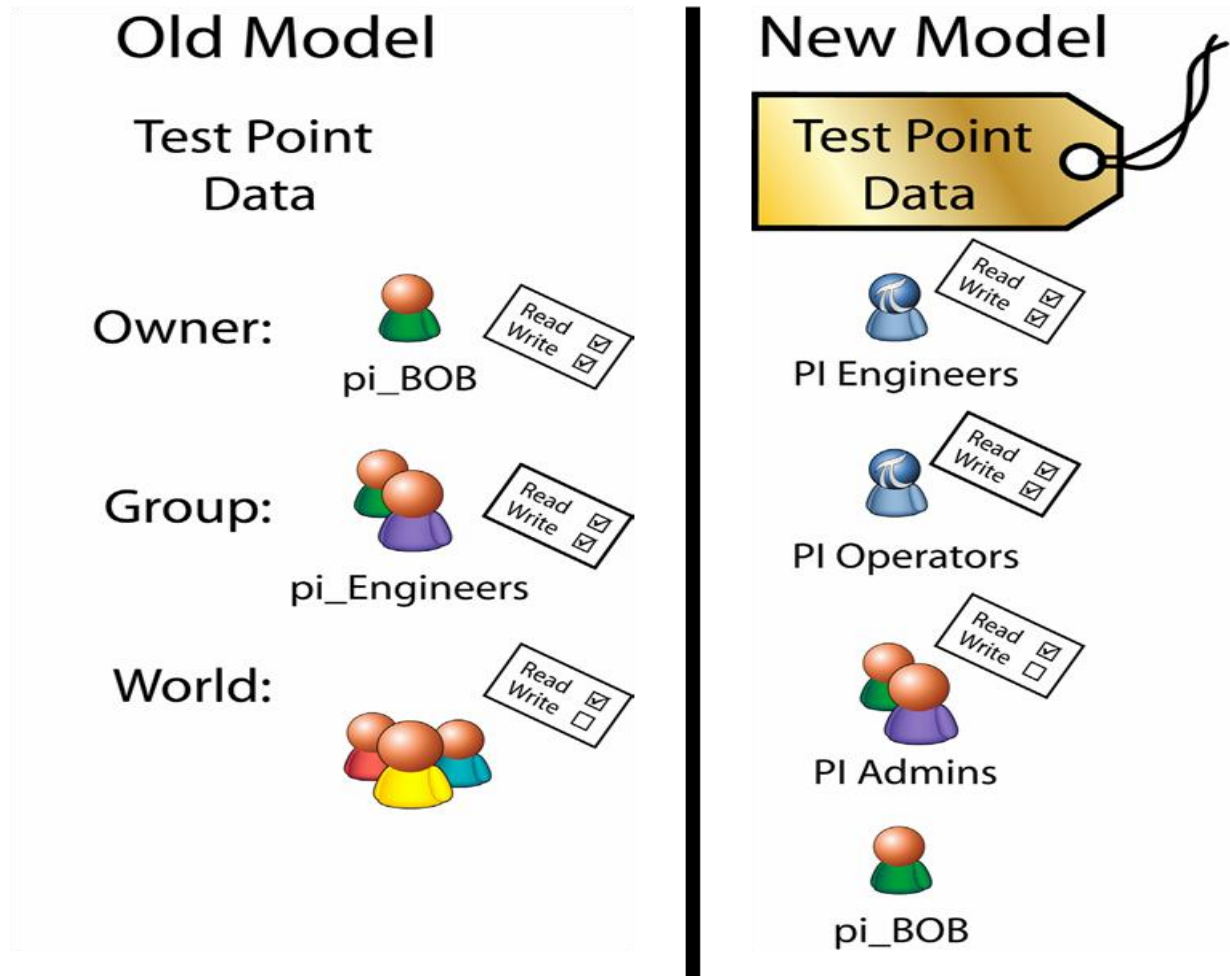 Old Model
Test Point
Data
Owner:
pi_BOB
Read
Write
Group:
pi_Engineers
Read
Write
World:
Read
Write
New Model
Test Point
Data
Read
Write
PI Engineers
Read
Write
PI Operators
Read
Write
PI Admins
pi_BOB